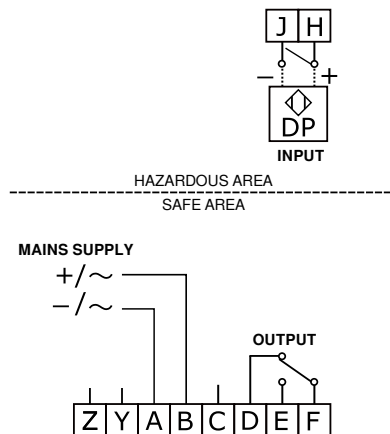 J H
− +
DP
INPUT
HAZARDOUS AREA
SAFE AREA
MAINS SUPPLY
+/～
−/～
OUTPUT
Z Y A B C D E F